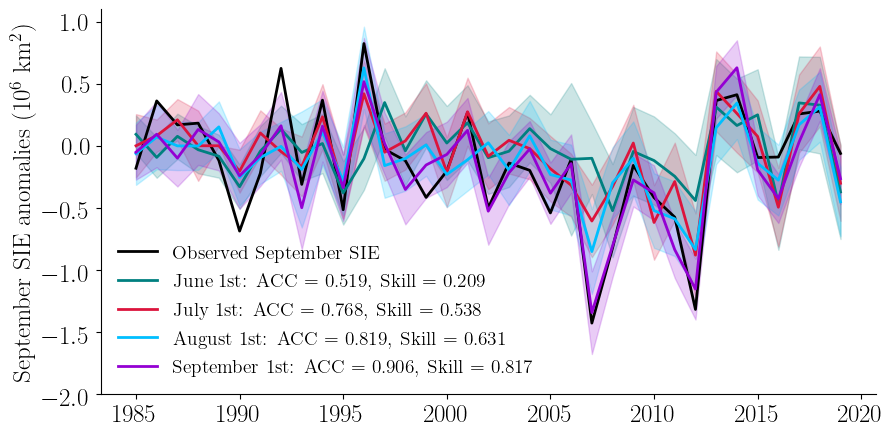 September SIE anomalies (10⁶ km²)
1.0
0.5
0.0
−0.5
−1.0
−1.5
−2.0
Observed September SIE
June 1st: ACC = 0.519, Skill = 0.209
July 1st: ACC = 0.768, Skill = 0.538
August 1st: ACC = 0.819, Skill = 0.631
September 1st: ACC = 0.906, Skill = 0.817
1985 1990 1995 2000 2005 2010 2015 2020